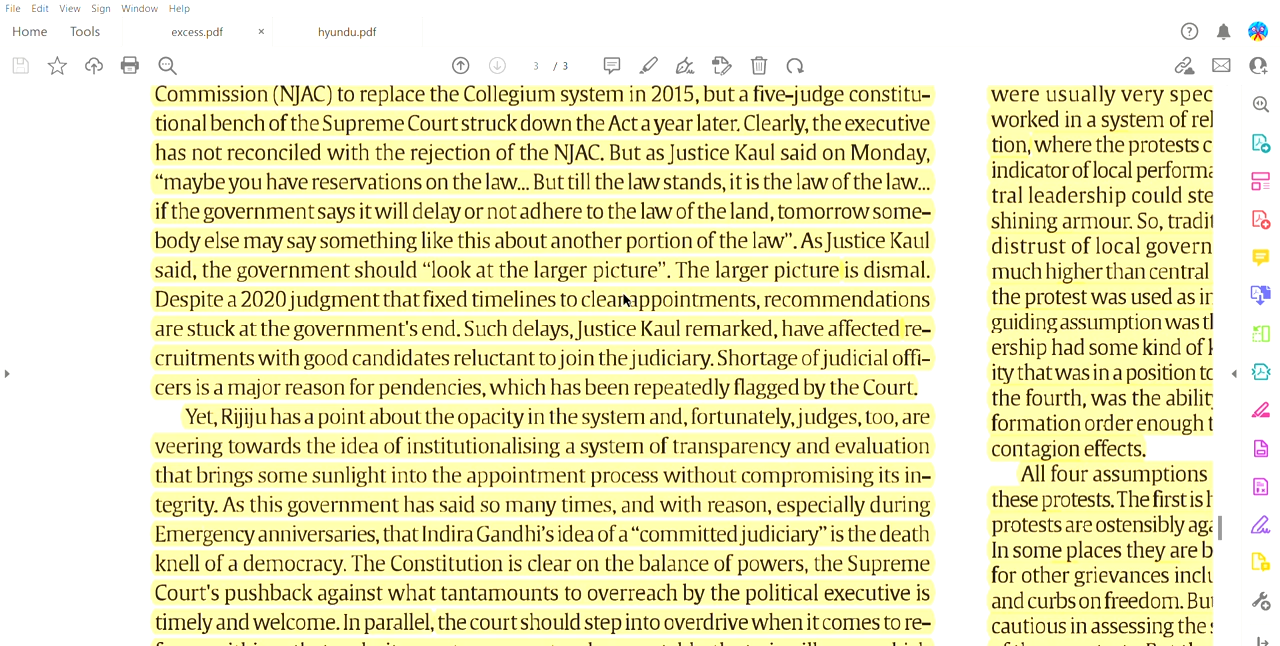 File Edit View Sign Window Help
Home Tools excess.pdf × hyundu.pdf
3 / 3
Commission (NJAC) to replace the Collegium system in 2015, but a five-judge constitu-
tional bench of the Supreme Court struck down the Act a year later. Clearly, the executive
has not reconciled with the rejection of the NJAC. But as Justice Kaul said on Monday,
“maybe you have reservations on the law... But till the law stands, it is the law of the law...
if the government says it will delay or not adhere to the law of the land, tomorrow some-
body else may say something like this about another portion of the law”. As Justice Kaul
said, the government should “look at the larger picture”. The larger picture is dismal.
Despite a 2020 judgment that fixed timelines to clear appointments, recommendations
are stuck at the government's end. Such delays, Justice Kaul remarked, have affected re-
cruitments with good candidates reluctant to join the judiciary. Shortage of judicial offi-
cers is a major reason for pendencies, which has been repeatedly flagged by the Court.
Yet, Rijiju has a point about the opacity in the system and, fortunately, judges, too, are
veering towards the idea of institutionalising a system of transparency and evaluation
that brings some sunlight into the appointment process without compromising its in-
tegrity. As this government has said so many times, and with reason, especially during
Emergency anniversaries, that Indira Gandhi's idea of a “committed judiciary” is the death
knell of a democracy. The Constitution is clear on the balance of powers, the Supreme
Court's pushback against what tantamounts to overreach by the political executive is
timely and welcome. In parallel, the court should step into overdrive when it comes to re-
were usually very spec
worked in a system of rel
tion, where the protests c
indicator of local performa
tral leadership could ste
shining armour. So, tradit
distrust of local govern
much higher than central
the protest was used as in
guiding assumption was th
ership had some kind of k
ity that was in a position to
the fourth, was the ability
formation order enough t
contagion effects.
All four assumptions
these protests. The first is h
protests are ostensibly aga
In some places they are b
for other grievances inclu
and curbs on freedom. But
cautious in assessing the s